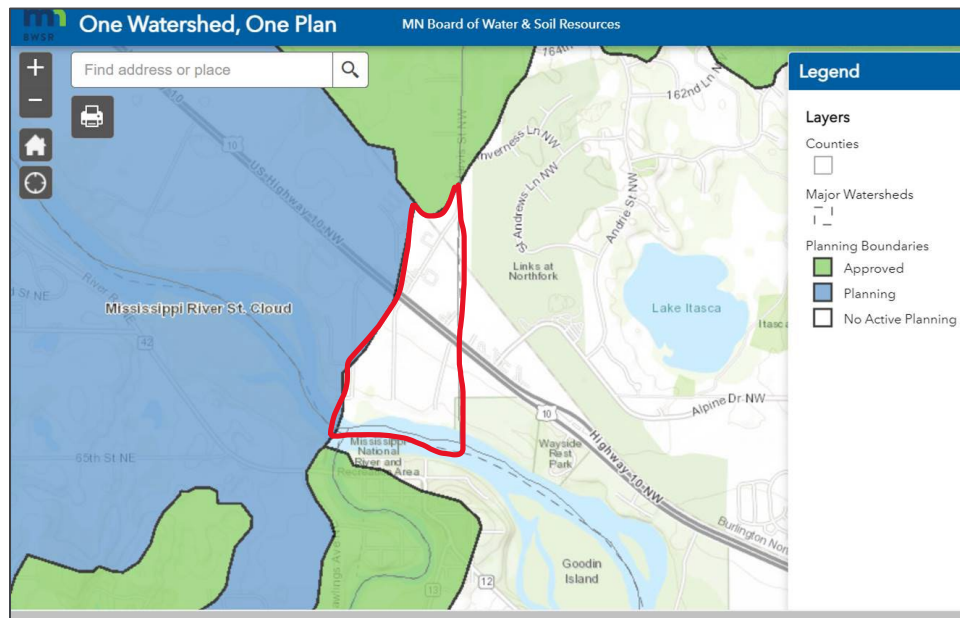 BWSR
One Watershed, One Plan
MN Board of Water & Soil Resources
Find address or place
Legend
Layers
Counties
Major Watersheds
Planning Boundaries
Approved
Planning
No Active Planning
164th
162nd Ln N
Inverness Ln NW
St. Andrews Ln NW
Andrie St NW
10
US-Highway-10-NW
Links at
Northfork
Lake Itasca
River R
Mississippi River St. Cloud
42
Alpine Dr NW
10
Highway-10-NW
Mississippi
National
River and
Recreation Area
Wayside
Rest
Park
65th St NE
Burlington Nor
Goodin
Island
12
13